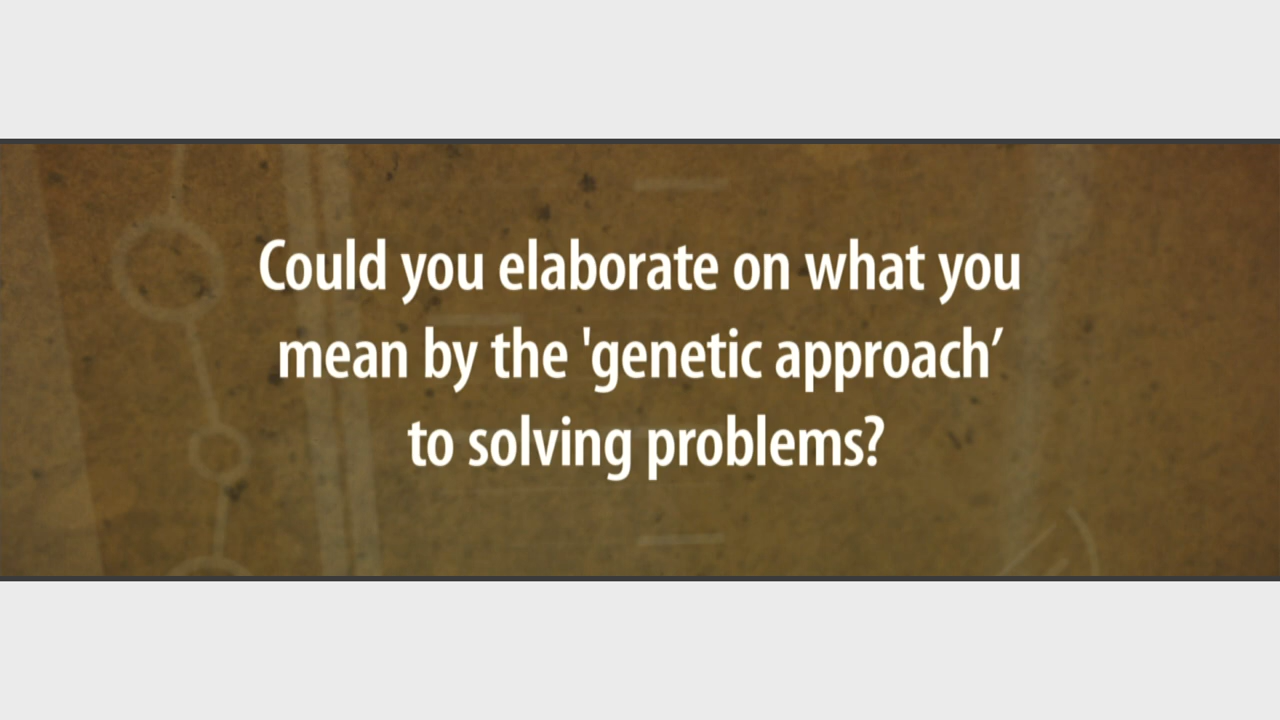 Could you elaborate on what you
mean by the 'genetic approach’
to solving problems?